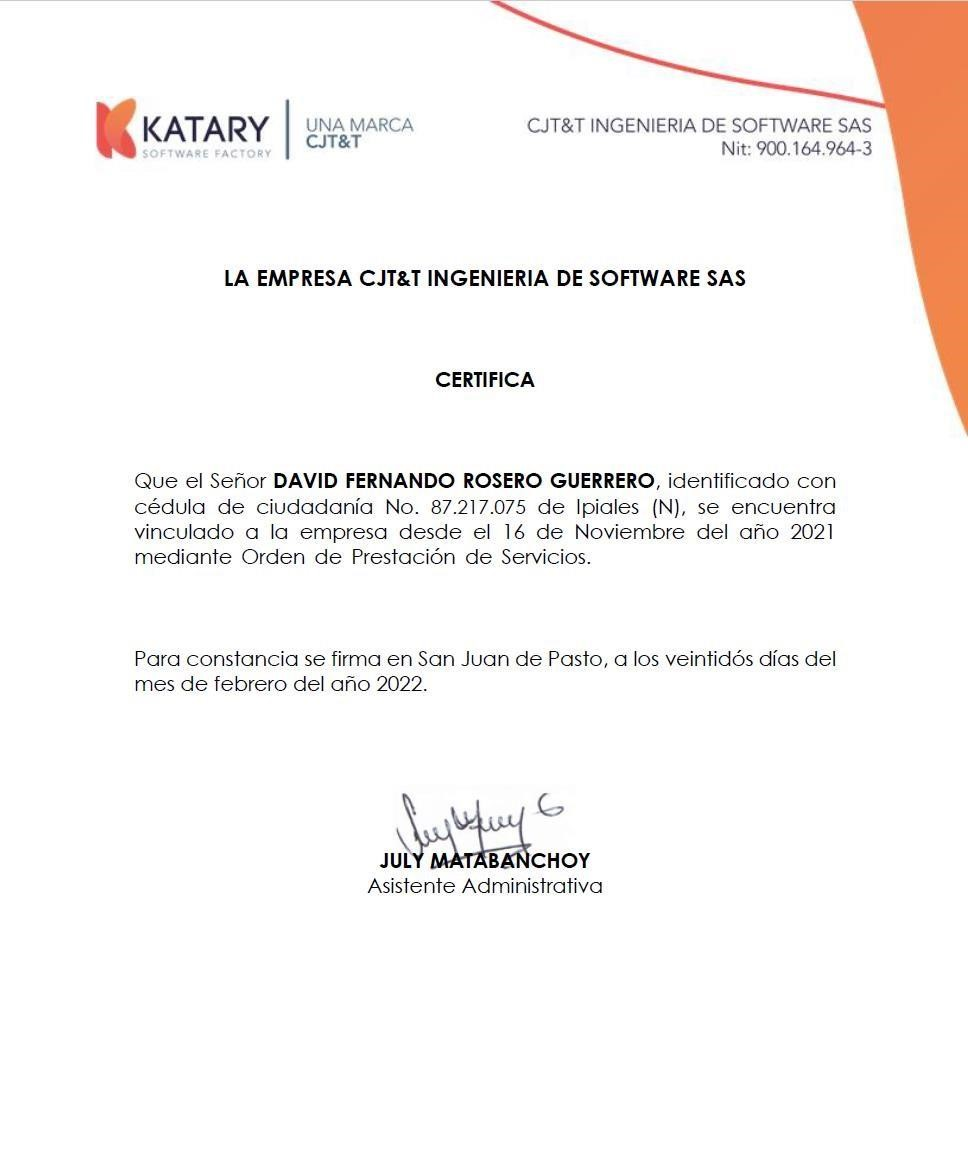 KATARY
SOFTWARE FACTORY
UNA MARCA
CJT&T
CJT&T INGENIERIA DE SOFTWARE SAS
Nit: 900.164.964-3
LA EMPRESA CJT&T INGENIERIA DE SOFTWARE SAS
CERTIFICA
Que el Señor DAVID FERNANDO ROSERO GUERRERO, identificado con
cédula de ciudadanía No. 87.217.075 de Ipiales (N), se encuentra
vinculado a la empresa desde el 16 de Noviembre del año 2021
mediante Orden de Prestación de Servicios.
Para constancia se firma en San Juan de Pasto, a los veintidós días del
mes de febrero del año 2022.
JULY MATABANCHOY
Asistente Administrativa